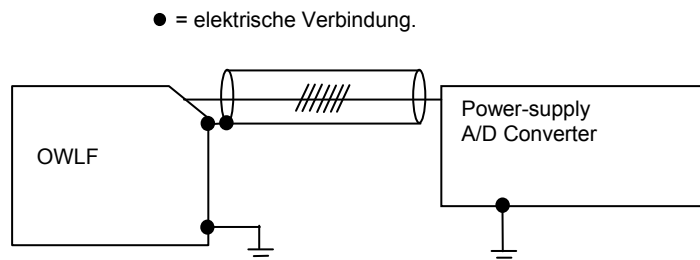 ● = elektrische Verbindung.
Power-supply
A/D Converter
OWLF